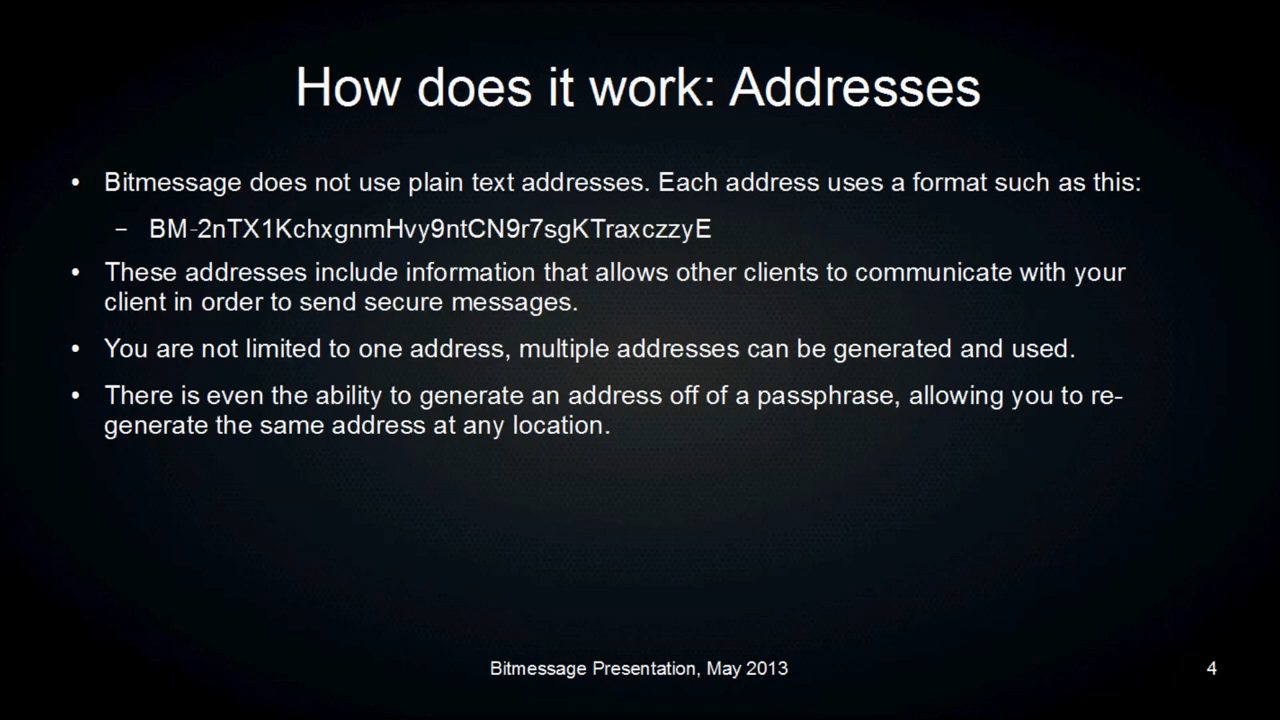 How does it work: Addresses
• Bitmessage does not use plain text addresses. Each address uses a format such as this:
– BM-2nTX1KchxgnmHvy9ntCN9r7sgKTraxczzyE
• These addresses include information that allows other clients to communicate with your
client in order to send secure messages.
• You are not limited to one address, multiple addresses can be generated and used.
• There is even the ability to generate an address off of a passphrase, allowing you to re-
generate the same address at any location.
Bitmessage Presentation, May 2013
4